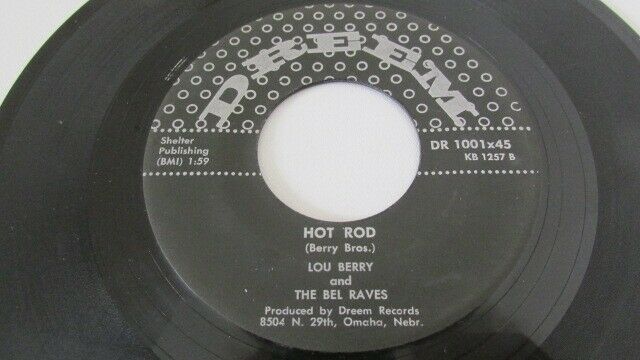 DREEM
Shelter
Publishing
(BMI) 1:59
DR 1001x45
KB 1257 B
HOT ROD
(Berry Bros.)
LOU BERRY
and
THE BEL RAVES
Produced by Dreem Records
8504 N. 29th, Omaha, Nebr.